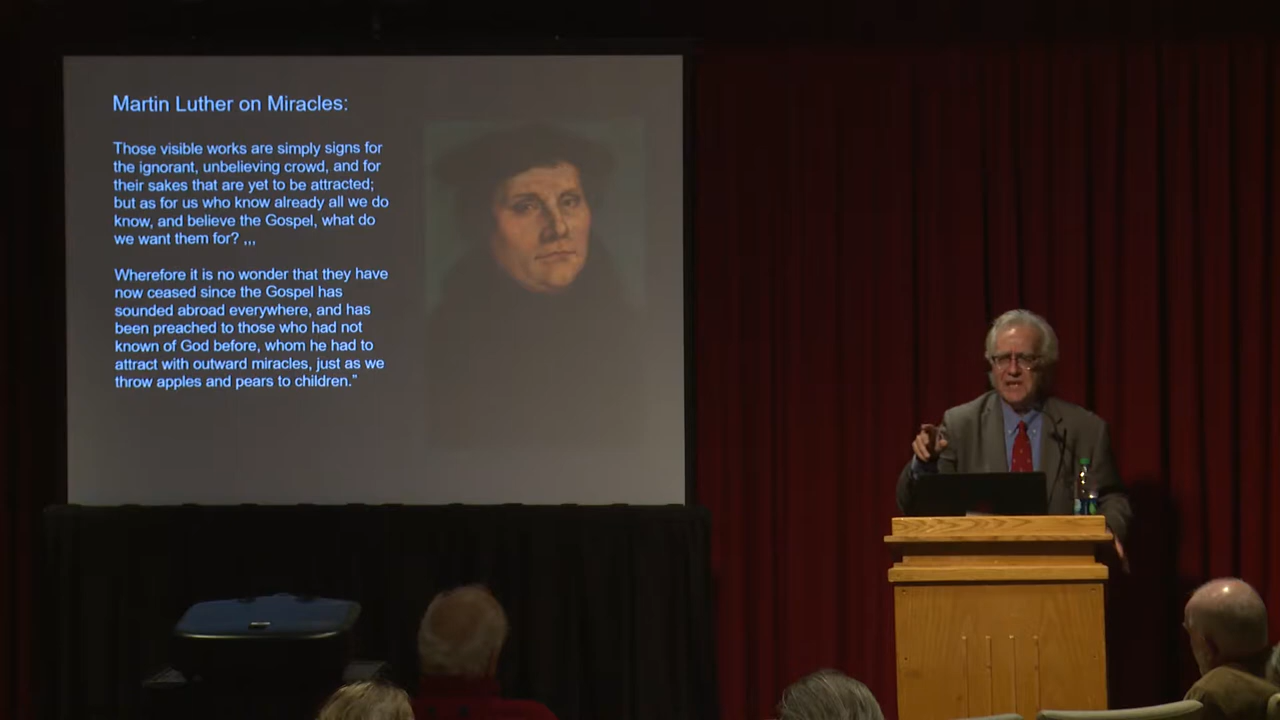 Martin Luther on Miracles:
Those visible works are simply signs for
the ignorant, unbelieving crowd, and for
their sakes that are yet to be attracted;
but as for us who know already all we do
know, and believe the Gospel, what do
we want them for? ,,,
Wherefore it is no wonder that they have
now ceased since the Gospel has
sounded abroad everywhere, and has
been preached to those who had not
known of God before, whom he had to
attract with outward miracles, just as we
throw apples and pears to children.”